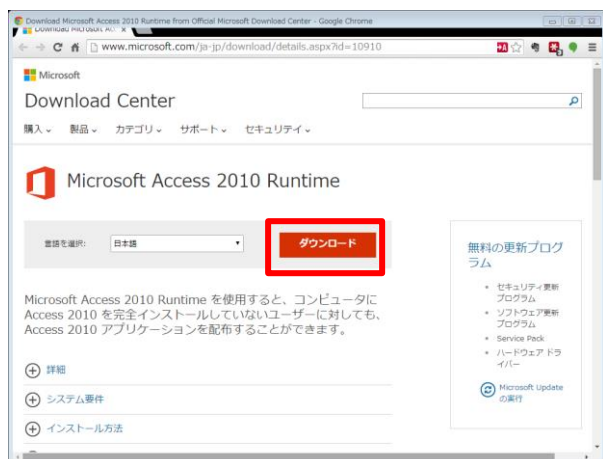 Download Microsoft Access 2010 Runtime from Official Microsoft Download Center - Google Chrome
www.microsoft.com/ja-jp/download/details.aspx?id=10910
Microsoft
Download Center
購入 製品 カテゴリ サポート セキュリティ
Microsoft Access 2010 Runtime
言語を選択: 日本語 ダウンロード
Microsoft Access 2010 Runtime を使用すると、コンピュータに
Access 2010 を完全インストールしていないユーザーに対しても、
Access 2010 アプリケーションを配布することができます。
詳細
システム要件
インストール方法
無料の更新プログ
ラム
セキュリティ更新
プログラム
ソフトウェア更新
プログラム
Service Pack
ハードウェア ドラ
イバー
Microsoft Update
の実行